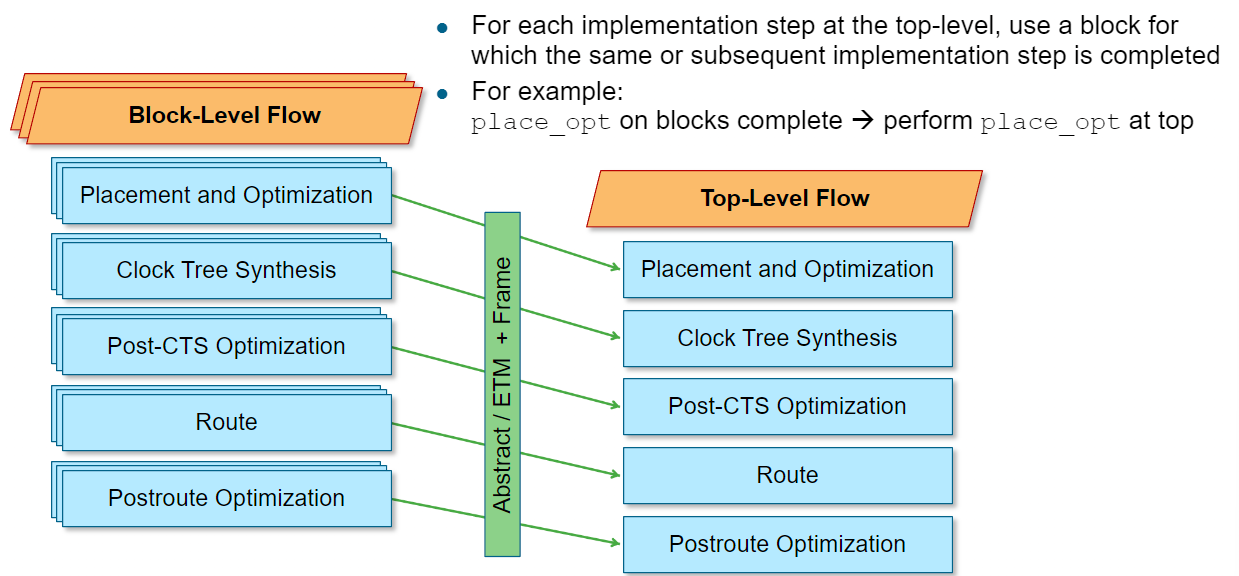 ● For each implementation step at the top-level, use a block for
which the same or subsequent implementation step is completed
● For example:
place_opt on blocks complete → perform place_opt at top
Block-Level Flow
Placement and Optimization
Clock Tree Synthesis
Post-CTS Optimization
Route
Postroute Optimization
Abstract / ETM + Frame
Top-Level Flow
Placement and Optimization
Clock Tree Synthesis
Post-CTS Optimization
Route
Postroute Optimization